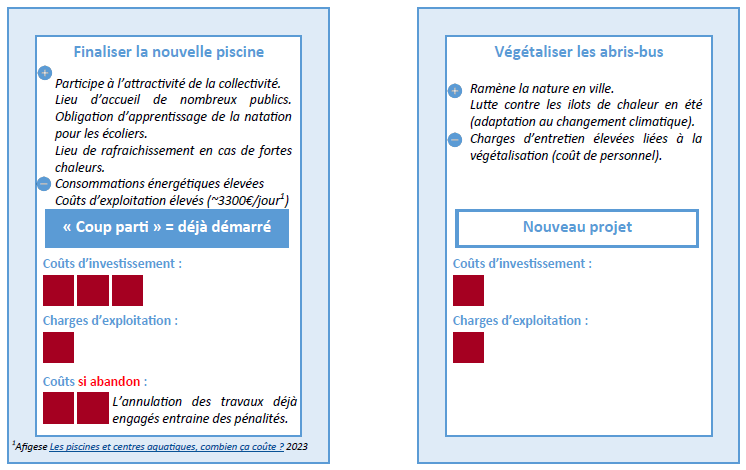 Finaliser la nouvelle piscine
+
Participe à l'attractivité de la collectivité.
Lieu d'accueil de nombreux publics.
Obligation d'apprentissage de la natation
pour les écoliers.
Lieu de rafraichissement en cas de fortes
chaleurs.
− Consommations énergétiques élevées
Coûts d'exploitation élevés (~3300€/jour¹)
« Coup parti » = déjà démarré
Coûts d'investissement :
Charges d'exploitation :
Coûts si abandon :
L'annulation des travaux déjà
engagés entraine des pénalités.
¹Afigese Les piscines et centres aquatiques, combien ça coûte ? 2023
Végétaliser les abris-bus
+ Ramène la nature en ville.
Lutte contre les ilots de chaleur en été
(adaptation au changement climatique).
− Charges d'entretien élevées liées à la
végétalisation (coût de personnel).
Nouveau projet
Coûts d'investissement :
Charges d'exploitation :